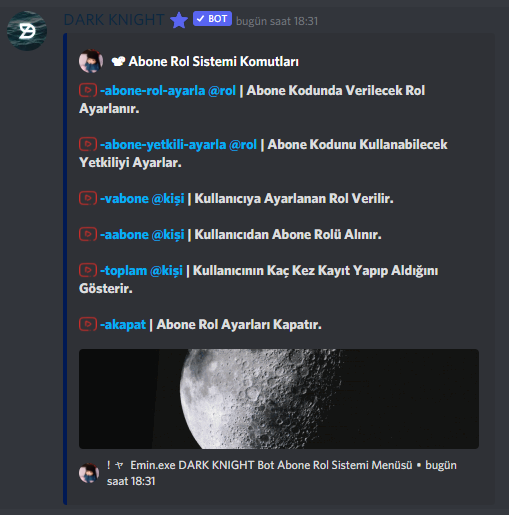 DARK KNIGHT ✔ BOT bugün saat 18:31
Abone Rol Sistemi Komutları
-abone-rol-ayarla @rol | Abone Kodunda Verilecek Rol
Ayarlanır.
-abone-yetkili-ayarla @rol | Abone Kodunu Kullanabilecek
Yetkiliyi Ayarlar.
-vabone @kişi | Kullanıcıya Ayarlanan Rol Verilir.
-aabone @kişi | Kullanıcıdan Abone Rolü Alınır.
-toplam @kişi | Kullanıcının Kaç Kez Kayıt Yapıp Aldığını
Gösterir.
-akapat | Abone Rol Ayarları Kapatır.
! ャ Emin.exe DARK KNIGHT Bot Abone Rol Sistemi Menüsü • bugün
saat 18:31